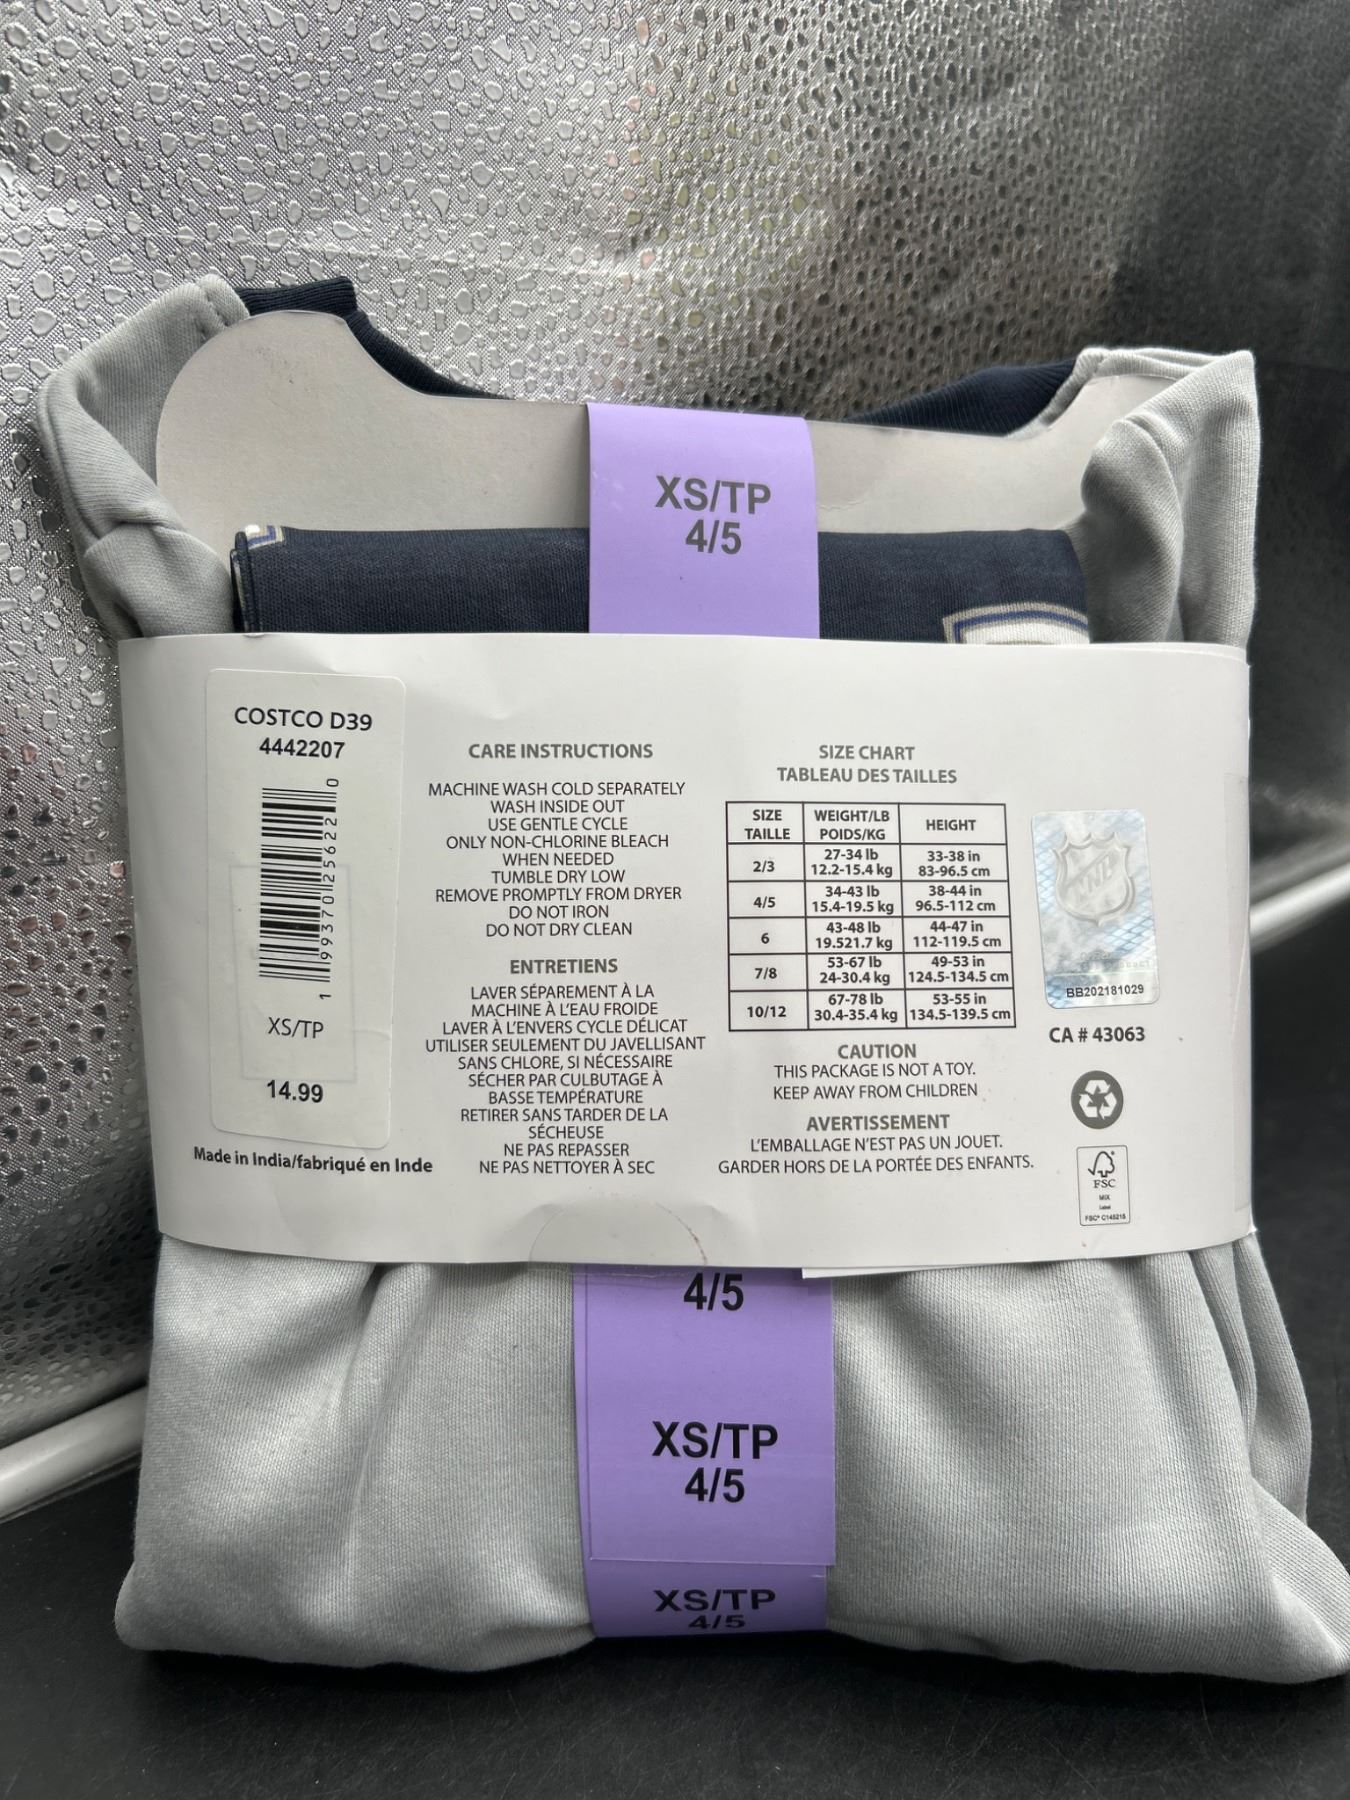 XS/TP
4/5
COSTCO D39
4442207
1 99370 25622 0
XS/TP
14.99
Made in India/fabriqué en Inde
CARE INSTRUCTIONS
MACHINE WASH COLD SEPARATELY
WASH INSIDE OUT
USE GENTLE CYCLE
ONLY NON-CHLORINE BLEACH
WHEN NEEDED
TUMBLE DRY LOW
REMOVE PROMPTLY FROM DRYER
DO NOT IRON
DO NOT DRY CLEAN
ENTRETIENS
LAVER SÉPAREMENT À LA
MACHINE À L'EAU FROIDE
LAVER À L'ENVERS CYCLE DÉLICAT
UTILISER SEULEMENT DU JAVELLISANT
SANS CHLORE, SI NÉCESSAIRE
SÉCHER PAR CULBUTAGE À
BASSE TEMPÉRATURE
RETIRER SANS TARDER DE LA
SÉCHEUSE
NE PAS REPASSER
NE PAS NETTOYER À SEC
SIZE CHART
TABLEAU DES TAILLES
SIZE WEIGHT/LB HEIGHT
TAILLE POIDS/KG
2/3 27-34 lb 33-38 in
12.2-15.4 kg 83-96.5 cm
4/5 34-43 lb 38-44 in
15.4-19.5 kg 96.5-112 cm
6 43-48 lb 44-47 in
19.521.7 kg 112-119.5 cm
7/8 53-67 lb 49-53 in
24-30.4 kg 124.5-134.5 cm
10/12 67-78 lb 53-55 in
30.4-35.4 kg 134.5-139.5 cm
CAUTION
THIS PACKAGE IS NOT A TOY.
KEEP AWAY FROM CHILDREN
AVERTISSEMENT
L'EMBALLAGE N'EST PAS UN JOUET.
GARDER HORS DE LA PORTÉE DES ENFANTS.
NHL
BB202181029
CA # 43063
FSC
MIX
Label
FSC® C145215
4/5
XS/TP
4/5
XS/TP
4/5